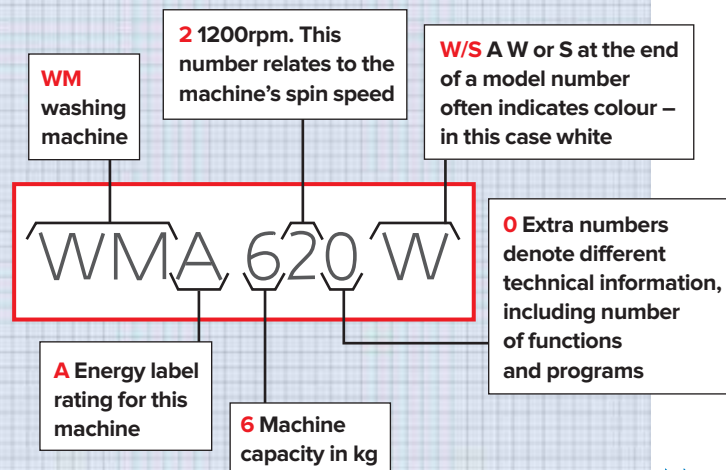 2 1200rpm. This
number relates to the
machine’s spin speed
W/S A W or S at the end
of a model number
often indicates colour –
in this case white
WM
washing
machine
WMA 620 W
0 Extra numbers
denote different
technical information,
including number
of functions
and programs
A Energy label
rating for this
machine
6 Machine
capacity in kg